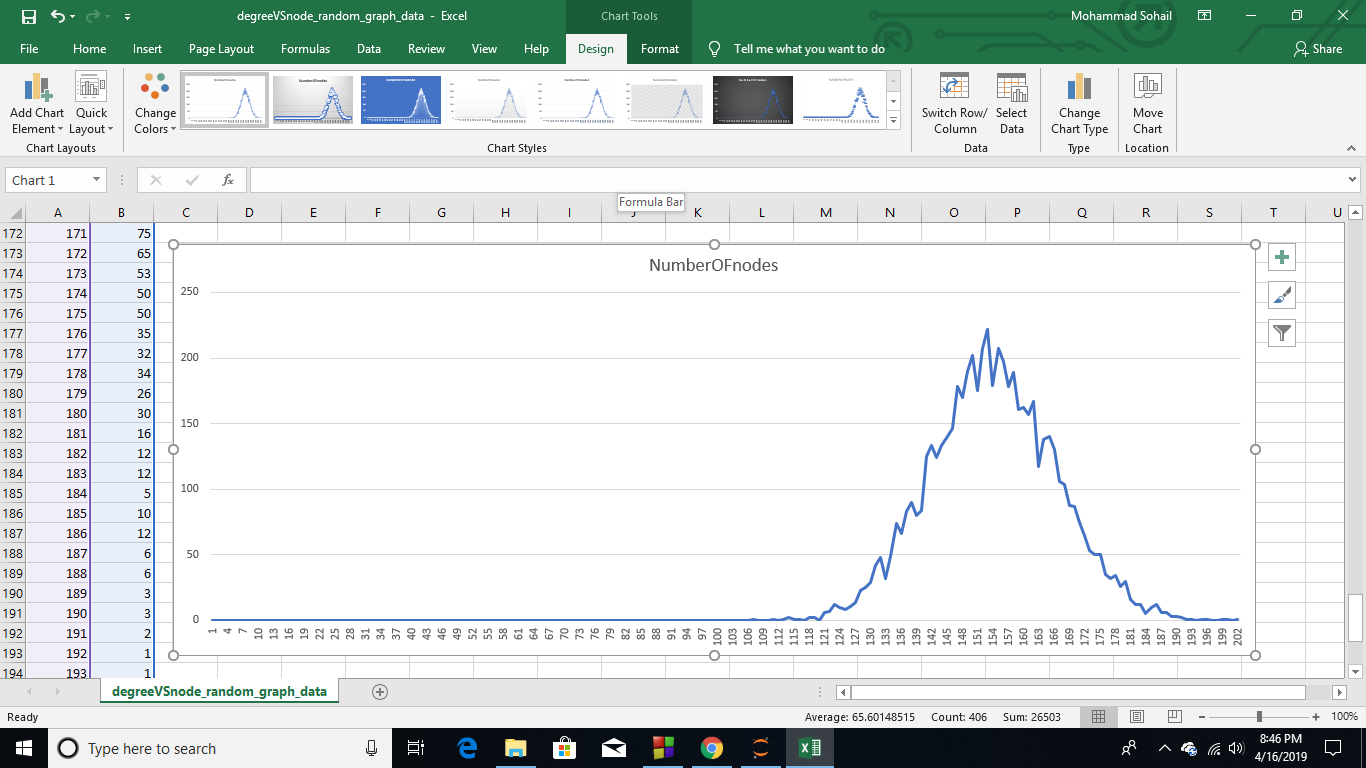 degreeVSnode_random_graph_data - Excel
Chart Tools
Mohammad Sohail
File Home Insert Page Layout Formulas Data Review View Help Design Format Tell me what you want to do Share
Add Chart Element
Quick Layout
Change Colors
Switch Row/ Column
Select Data
Change Chart Type
Move Chart
Chart Layouts
Chart Styles
Data
Type
Location
Chart 1
fx
Formula Bar
A B C D E F G H I J K L M N O P Q R S T U
172 171 75
173 172 65
174 173 53
175 174 50
176 175 50
177 176 35
178 177 32
179 178 34
180 179 26
181 180 30
182 181 16
183 182 12
184 183 12
185 184 5
186 185 10
187 186 12
188 187 6
189 188 6
190 189 3
191 190 3
192 191 2
193 192 1
194 193 1
NumberOFnodes
250
200
150
100
50
0
1 4 7 10 13 16 19 22 25 28 31 34 37 40 43 46 49 52 55 58 61 64 67 70 73 76 79 82 85 88 91 94 97 100 103 106 109 112 115 118 121 124 127 130 133 136 139 142 145 148 151 154 157 160 163 166 169 172 175 178 181 184 187 190 193 196 199 202
degreeVSnode_random_graph_data
Ready
Average: 65.60148515 Count: 406 Sum: 26503
100%
Type here to search
8:46 PM
4/16/2019